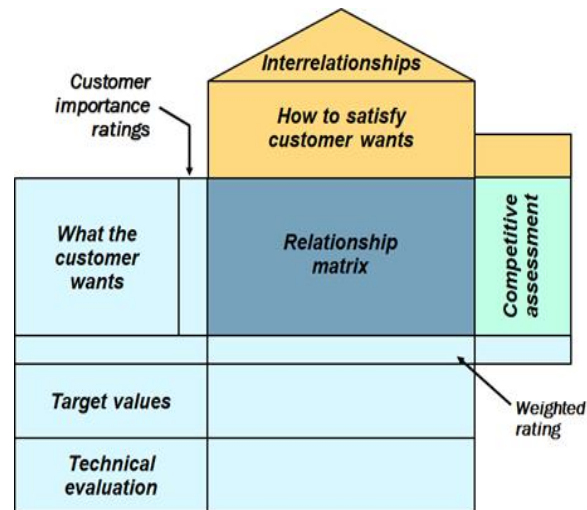 Interrelationships
Customer
importance
ratings
How to satisfy
customer wants
What the
customer
wants
Relationship
matrix
Competitive
assessment
Target values
Weighted
rating
Technical
evaluation